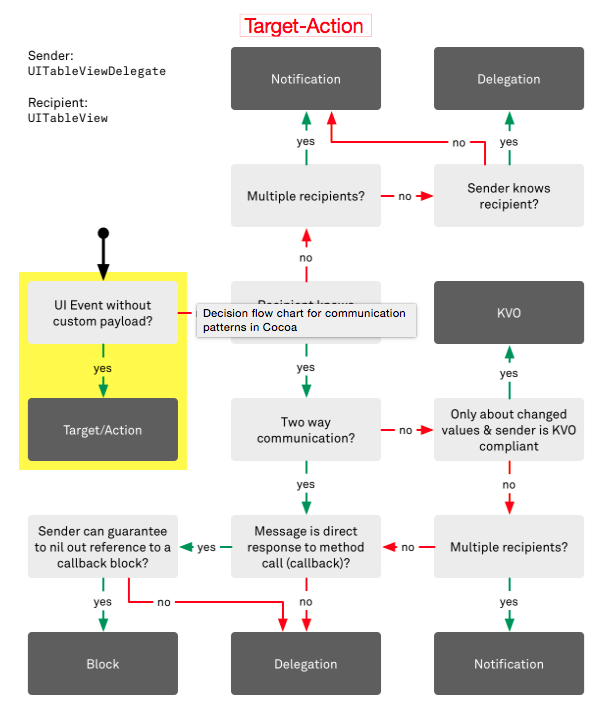 Target-Action
Sender:
UITableViewDelegate
Recipient:
UITableView
Notification
Delegation
yes
no
yes
Multiple recipients?
no
Sender knows
recipient?
no
UI Event without
custom payload?
Decision flow chart for communication
patterns in Cocoa
KVO
yes
yes
yes
Target/Action
Two way
communication?
no
Only about changed
values & sender is KVO
compliant
yes
no
Sender can guarantee
to nil out reference to a
callback block?
yes
Message is direct
response to method
call (callback)?
no
Multiple recipients?
yes
no
no
yes
Block
Delegation
Notification